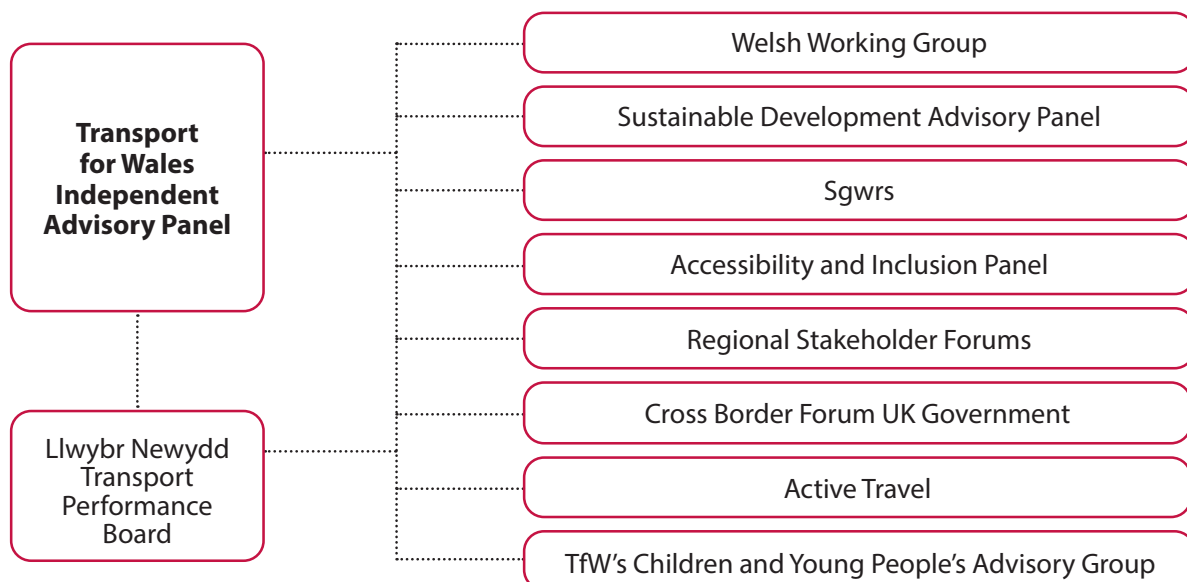 Transport
for Wales
Independent
Advisory Panel
Llwybr Newydd
Transport
Performance
Board
Welsh Working Group
Sustainable Development Advisory Panel
Sgwrs
Accessibility and Inclusion Panel
Regional Stakeholder Forums
Cross Border Forum UK Government
Active Travel
TfW’s Children and Young People’s Advisory Group